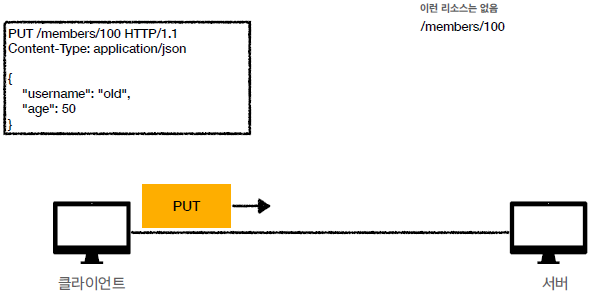 이런 리소스는 없음
/members/100
PUT /members/100 HTTP/1.1
Content-Type: application/json
{
"username": "old",
"age": 50
}
PUT
클라이언트
서버